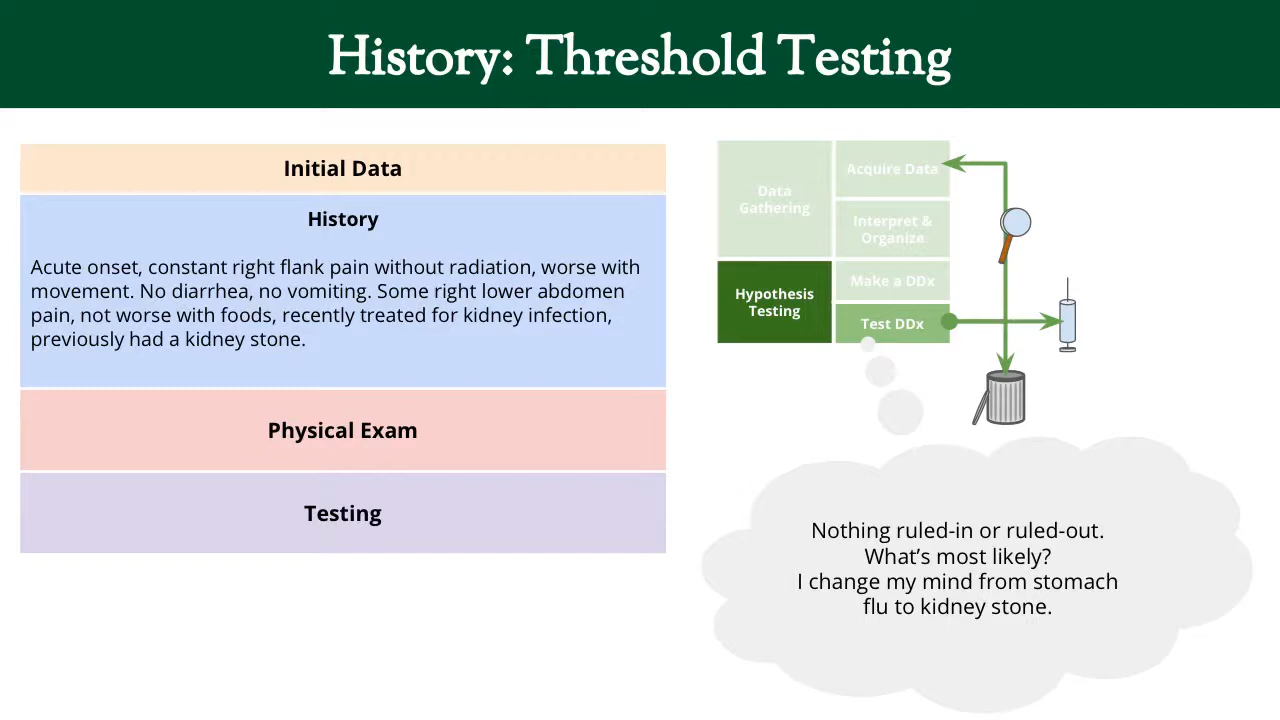 History: Threshold Testing
Initial Data
History
Acute onset, constant right flank pain without radiation, worse with
movement. No diarrhea, no vomiting. Some right lower abdomen
pain, not worse with foods, recently treated for kidney infection,
previously had a kidney stone.
Physical Exam
Testing
Data
Gathering
Acquire Data
Interpret &
Organize
Hypothesis
Testing
Make a DDx
Test DDx
Nothing ruled-in or ruled-out.
What’s most likely?
I change my mind from stomach
flu to kidney stone.